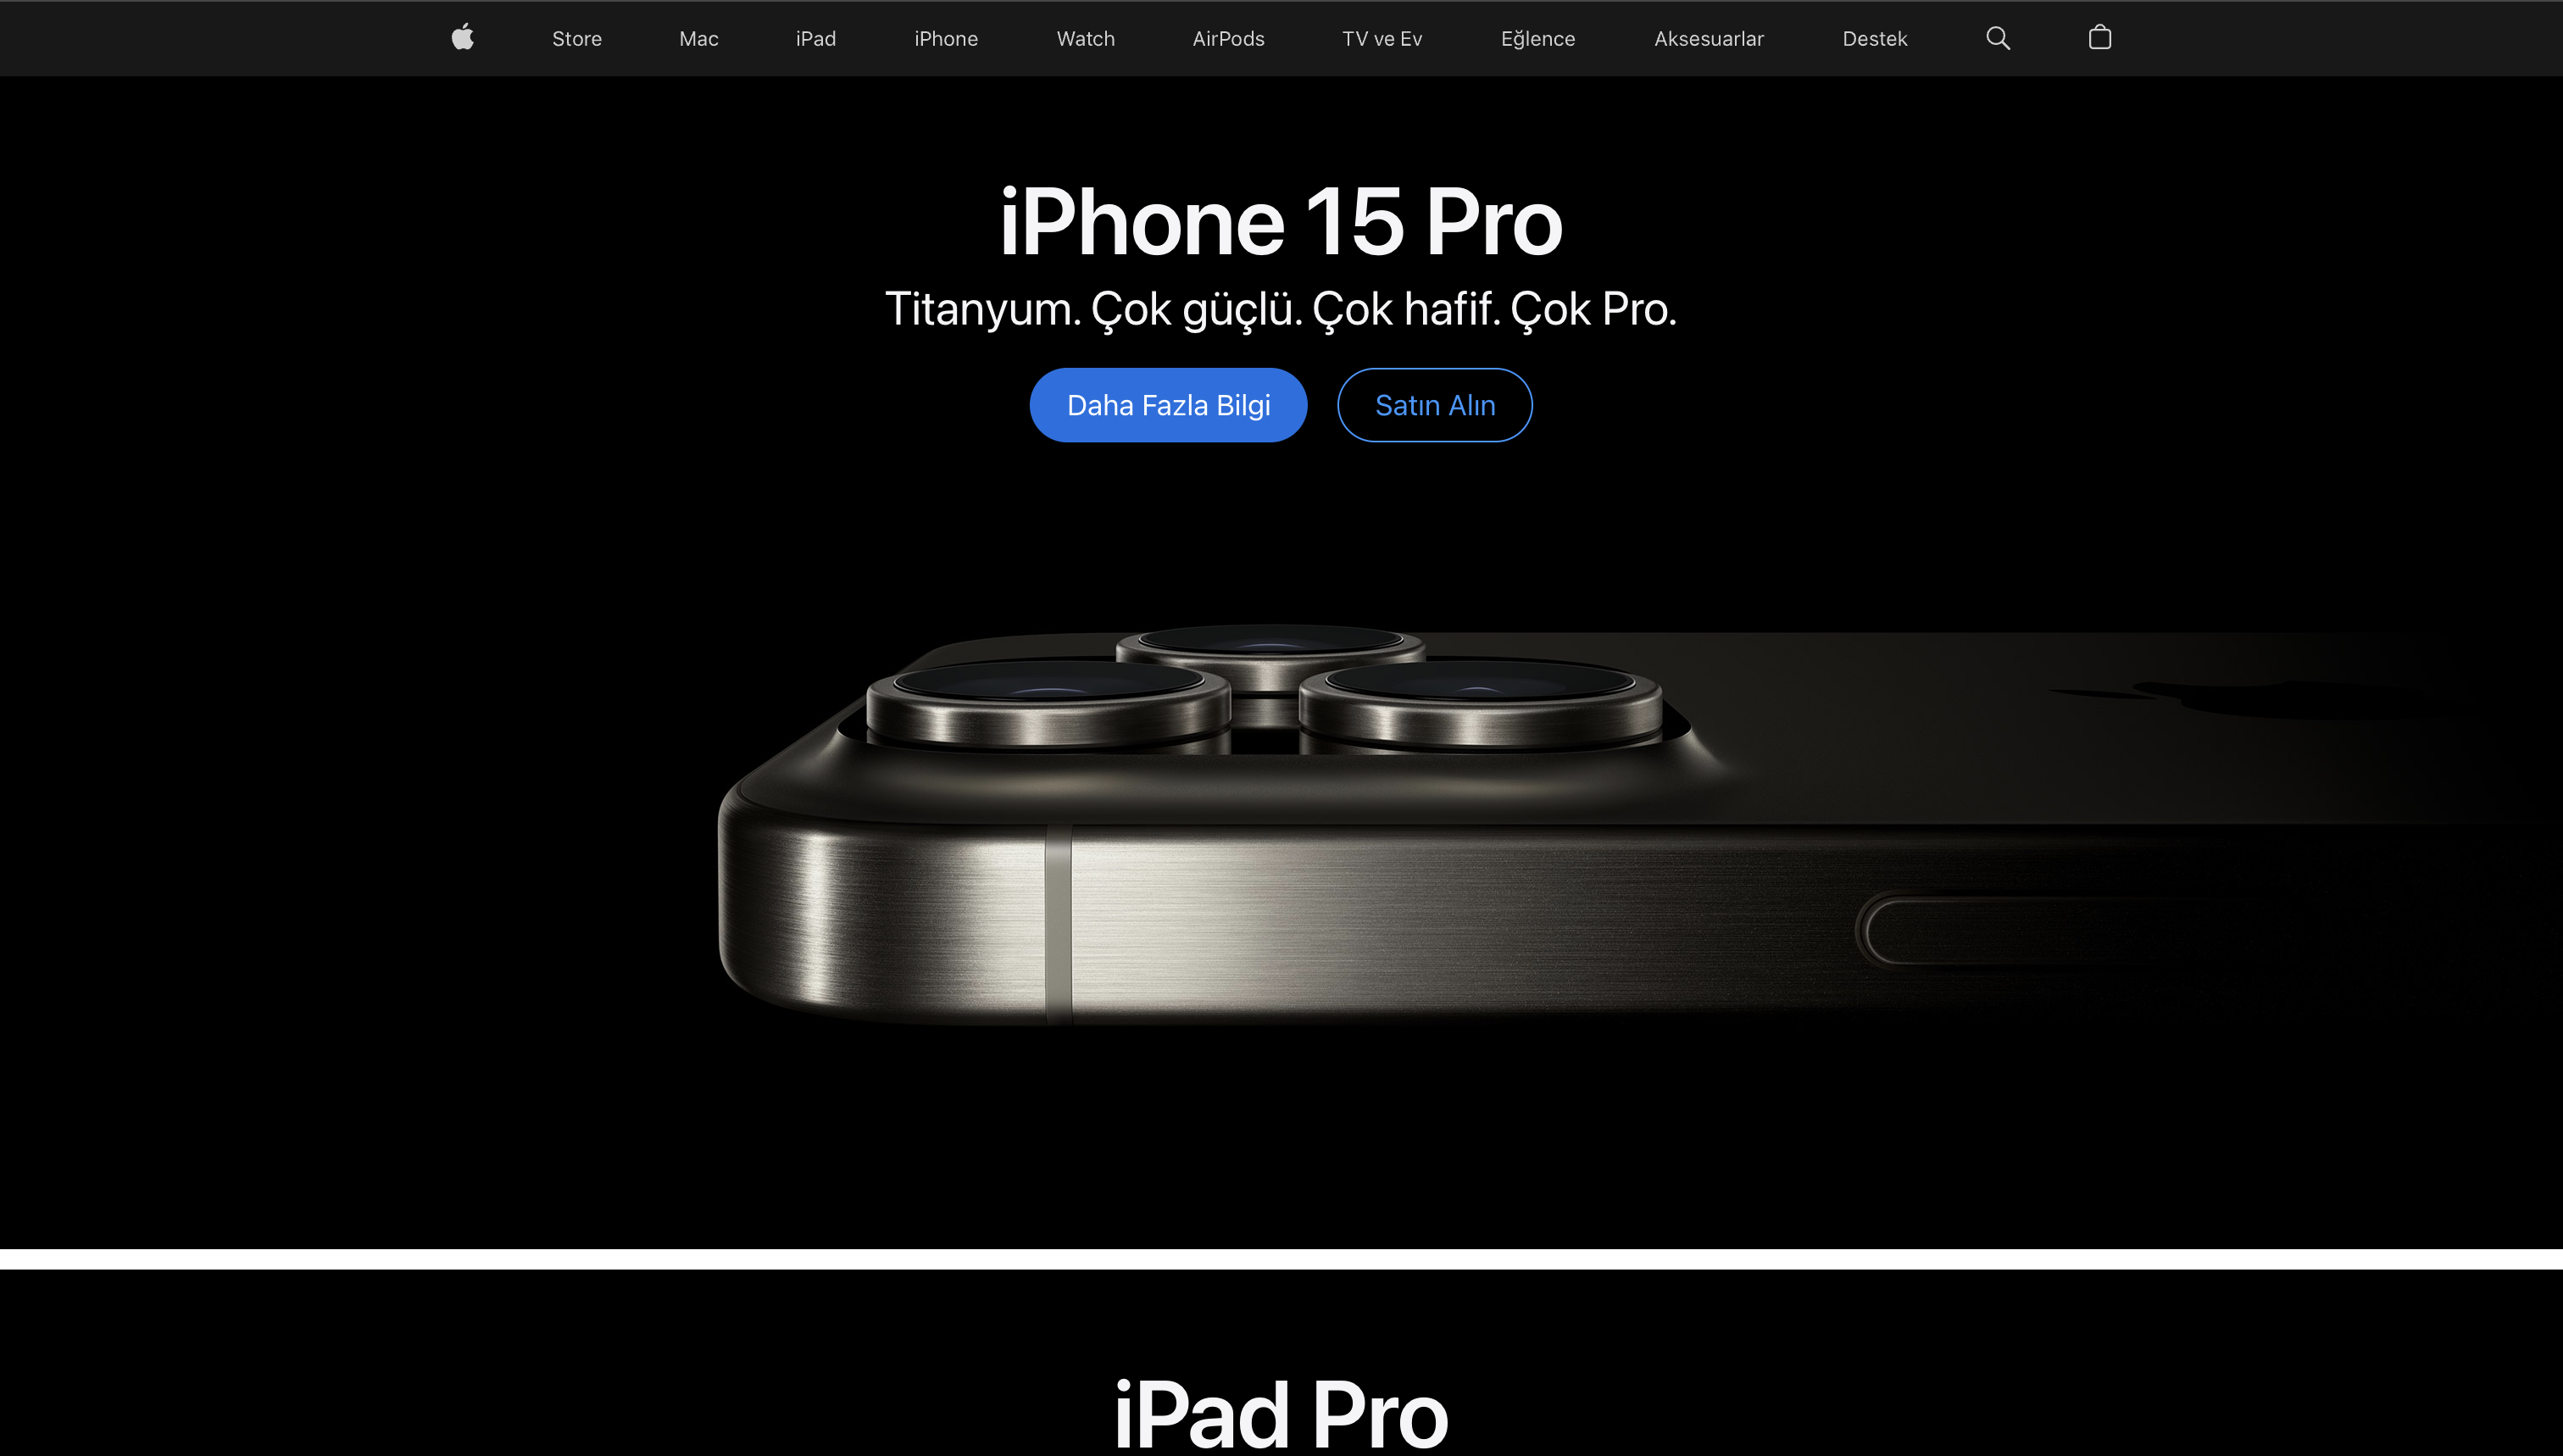 Store Mac iPad iPhone Watch AirPods TV ve Ev Eğlence Aksesuarlar Destek
iPhone 15 Pro
Titanyum. Çok güçlü. Çok hafif. Çok Pro.
Daha Fazla Bilgi Satın Alın
iPad Pro